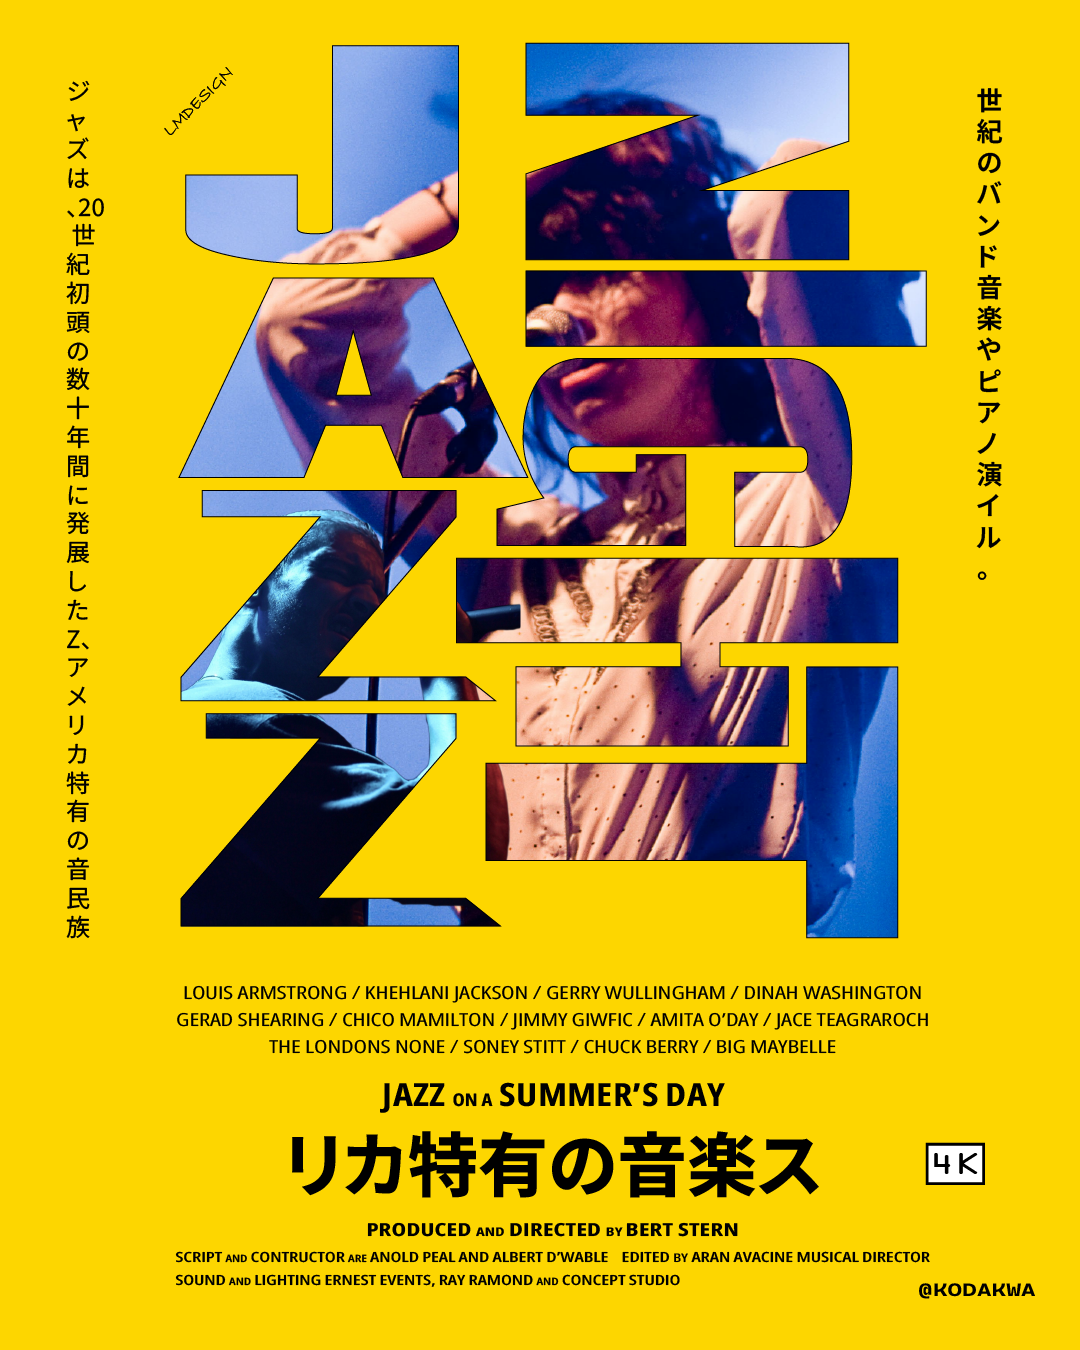 LMDESIGN
JAZZ
ジャズは、20世紀初頭の数十年間に発展したZ、アメリカ特有の音民族
世紀のバンド音楽やピアノ演イル。
LOUIS ARMSTRONG / KHEHLANI JACKSON / GERRY WULLINGHAM / DINAH WASHINGTON
GERAD SHEARING / CHICO MAMILTON / JIMMY GIWFIC / AMITA O’DAY / JACE TEAGRAROCH
THE LONDONS NONE / SONEY STITT / CHUCK BERRY / BIG MAYBELLE
JAZZ ON A SUMMER’S DAY
リカ特有の音楽ス
4K
PRODUCED AND DIRECTED BY BERT STERN
SCRIPT AND CONTRUCTOR ARE ANOLD PEAL AND ALBERT D’WABLE EDITED BY ARAN AVACINE MUSICAL DIRECTOR
SOUND AND LIGHTING ERNEST EVENTS, RAY RAMOND AND CONCEPT STUDIO
@KODAKWA